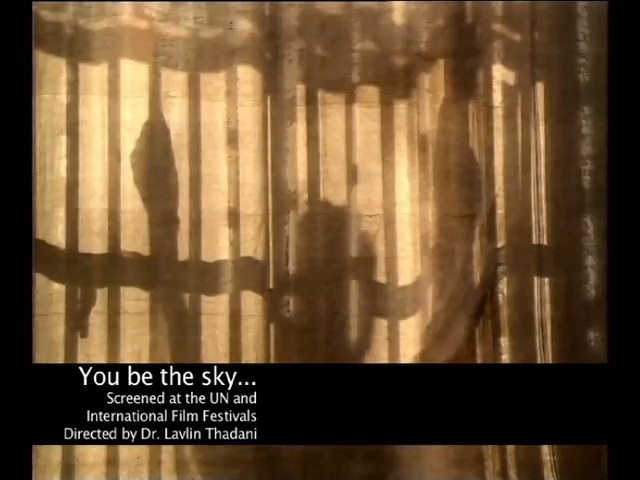 You be the sky...
Screened at the UN and
International Film Festivals
Directed by Dr. Lavlin Thadani